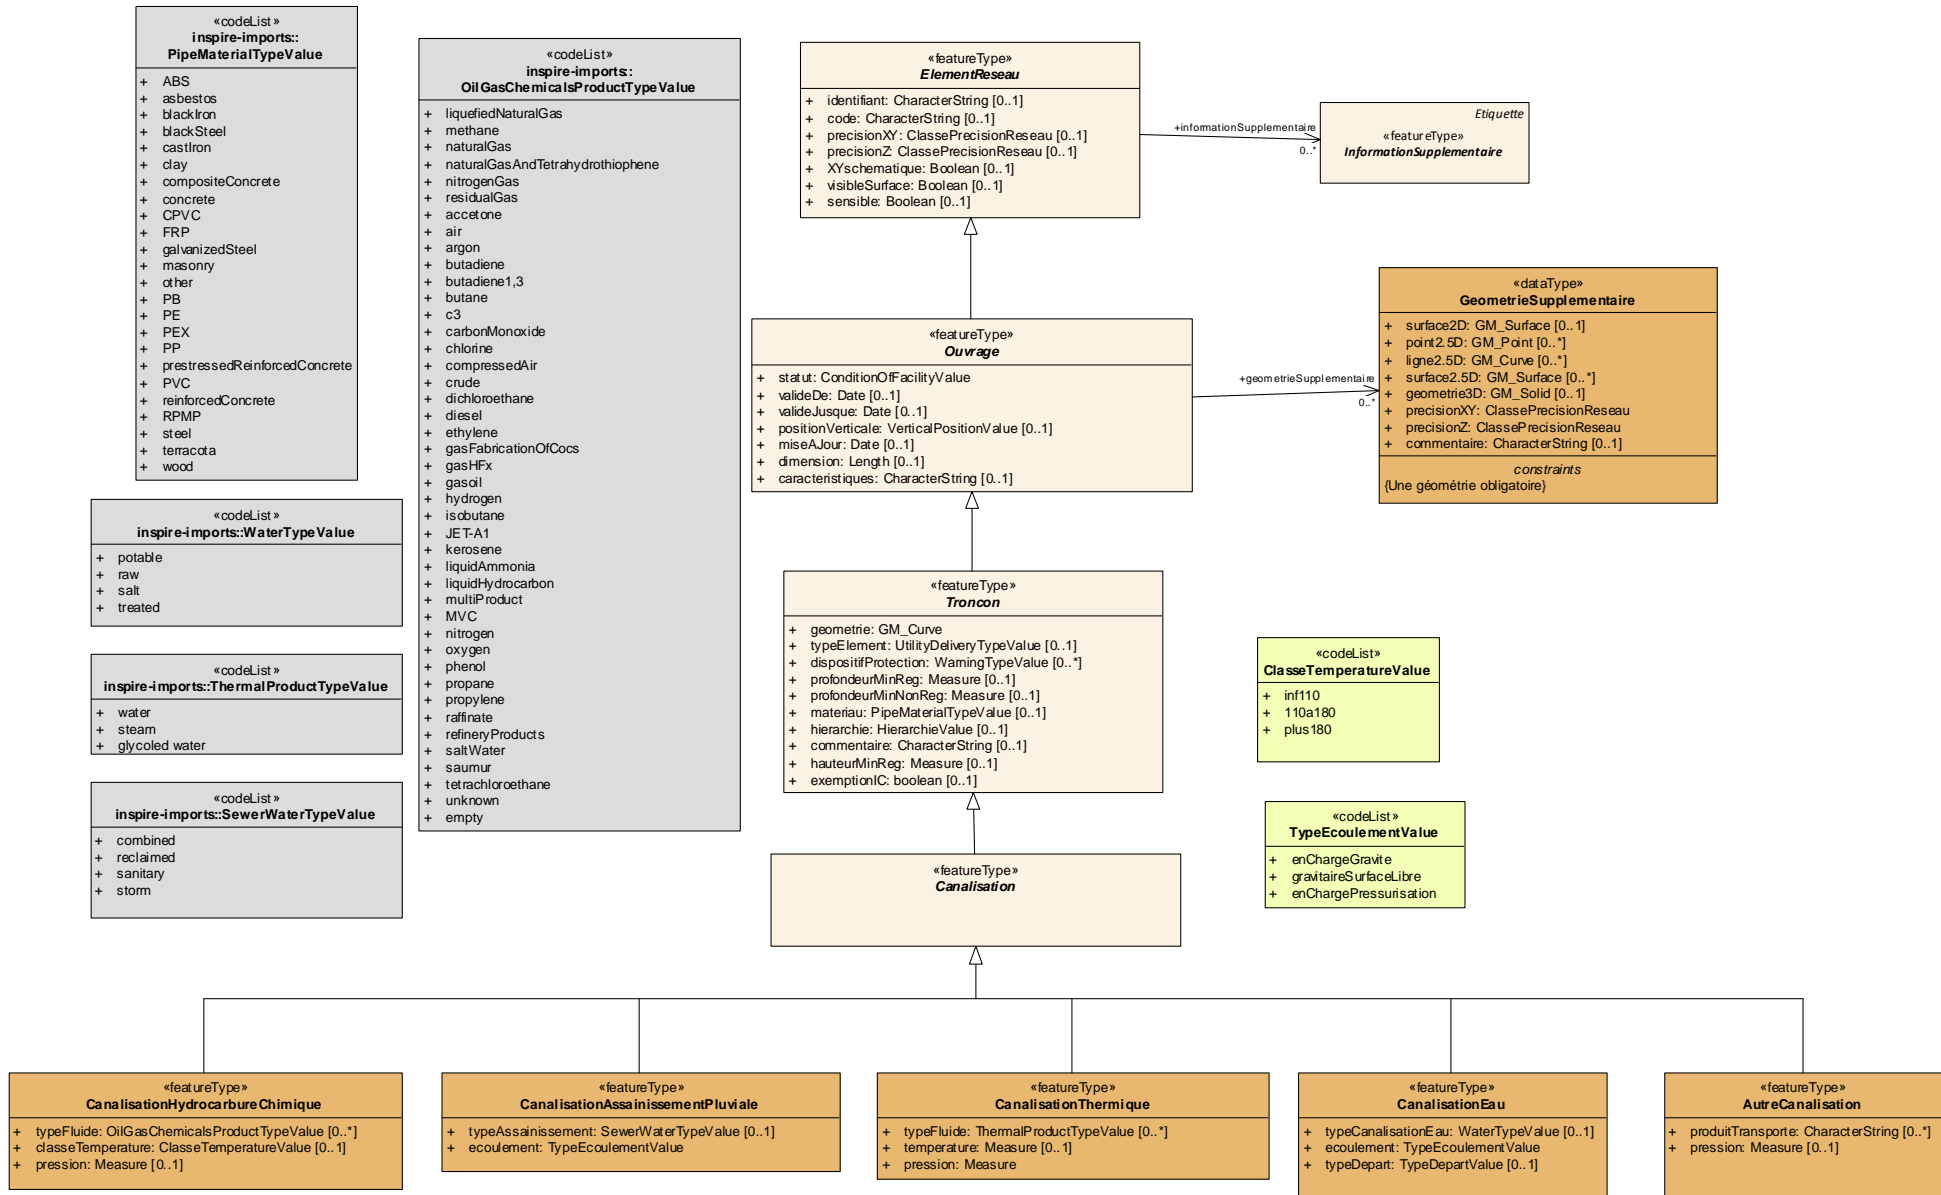 «codeList»
inspire-imports::
PipeMaterialTypeValue
+ ABS
+ asbestos
+ blackIron
+ blackSteel
+ castIron
+ clay
+ compositeConcrete
+ concrete
+ CPVC
+ FRP
+ galvanizedSteel
+ masonry
+ other
+ PB
+ PE
+ PEX
+ PP
+ prestressedReinforcedConcrete
+ PVC
+ reinforcedConcrete
+ RPMP
+ steel
+ terracota
+ wood
«codeList»
inspire-imports::WaterTypeValue
+ potable
+ raw
+ salt
+ treated
«codeList»
inspire-imports::ThermalProductTypeValue
+ water
+ steam
+ glycoled water
«codeList»
inspire-imports::SewerWaterTypeValue
+ combined
+ reclaimed
+ sanitary
+ storm
«codeList»
inspire-imports::
OilGasChemicalsProductTypeValue
+ liquefiedNaturalGas
+ methane
+ naturalGas
+ naturalGasAndTetrahydrothiophene
+ nitrogenGas
+ residualGas
+ accetone
+ air
+ argon
+ butadiene
+ butadiene1,3
+ butane
+ c3
+ carbonMonoxide
+ chlorine
+ compressedAir
+ crude
+ dichloroethane
+ diesel
+ ethylene
+ gasFabricationOfCocs
+ gasHFx
+ gasoil
+ hydrogen
+ isobutane
+ JET-A1
+ kerosene
+ liquidAmmonia
+ liquidHydrocarbon
+ multiProduct
+ MVC
+ nitrogen
+ oxygen
+ phenol
+ propane
+ propylene
+ raffinate
+ refineryProducts
+ saltWater
+ saumur
+ tetrachloroethane
+ unknown
+ empty
«featureType»
ElementReseau
+ identifiant: CharacterString [0..1]
+ code: CharacterString [0..1]
+ precisionXY: ClassePrecisionReseau [0..1]
+ precisionZ: ClassePrecisionReseau [0..1]
+ XYschematique: Boolean [0..1]
+ visibleSurface: Boolean [0..1]
+ sensible: Boolean [0..1]
+informationSupplementaire
0..*
Etiquette
«featureType»
InformationSupplementaire
«featureType»
Ouvrage
+ statut: ConditionOfFacilityValue
+ valideDe: Date [0..1]
+ valideJusque: Date [0..1]
+ positionVerticale: VerticalPositionValue [0..1]
+ miseAJour: Date [0..1]
+ dimension: Length [0..1]
+ caracteristiques: CharacterString [0..1]
+geometrieSupplementaire
0..*
«dataType»
GeometrieSupplementaire
+ surface2D: GM_Surface [0..1]
+ point2.5D: GM_Point [0..*]
+ ligne2.5D: GM_Curve [0..*]
+ surface2.5D: GM_Surface [0..*]
+ geometrie3D: GM_Solid [0..1]
+ precisionXY: ClassePrecisionReseau
+ precisionZ: ClassePrecisionReseau
+ commentaire: CharacterString [0..1]
constraints
{Une géométrie obligatoire}
«featureType»
Troncon
+ geometrie: GM_Curve
+ typeElement: UtilityDeliveryTypeValue [0..1]
+ dispositifProtection: WarningTypeValue [0..*]
+ profondeurMinReg: Measure [0..1]
+ profondeurMinNonReg: Measure [0..1]
+ materiau: PipeMaterialTypeValue [0..1]
+ hierarchie: HierarchieValue [0..1]
+ commentaire: CharacterString [0..1]
+ hauteurMinReg: Measure [0..1]
+ exemptionIC: boolean [0..1]
«codeList»
ClasseTemperatureValue
+ inf110
+ 110a180
+ plus180
«codeList»
TypeEcoulementValue
+ enChargeGravite
+ gravitaireSurfaceLibre
+ enChargePressurisation
«featureType»
Canalisation
«featureType»
CanalisationHydrocarbureChimique
+ typeFluide: OilGasChemicalsProductTypeValue [0..*]
+ classeTemperature: ClasseTemperatureValue [0..1]
+ pression: Measure [0..1]
«featureType»
CanalisationAssainissementPluviale
+ typeAssainissement: SewerWaterTypeValue [0..1]
+ ecoulement: TypeEcoulementValue
«featureType»
CanalisationThermique
+ typeFluide: ThermalProductTypeValue [0..*]
+ temperature: Measure [0..1]
+ pression: Measure
«featureType»
CanalisationEau
+ typeCanalisationEau: WaterTypeValue [0..1]
+ ecoulement: TypeEcoulementValue
+ typeDepart: TypeDepartValue [0..1]
«featureType»
AutreCanalisation
+ produitTransporte: CharacterString [0..*]
+ pression: Measure [0..1]